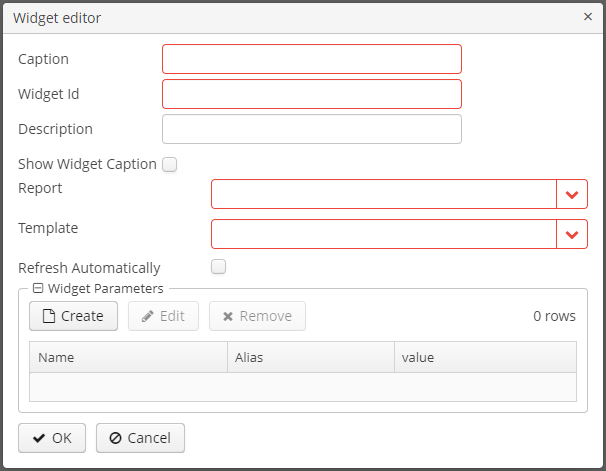 Widget editor
Caption
Widget Id
Description
Show Widget Caption
Report
Template
Refresh Automatically
Widget Parameters
Create Edit Remove 0 rows
Name Alias value
OK Cancel